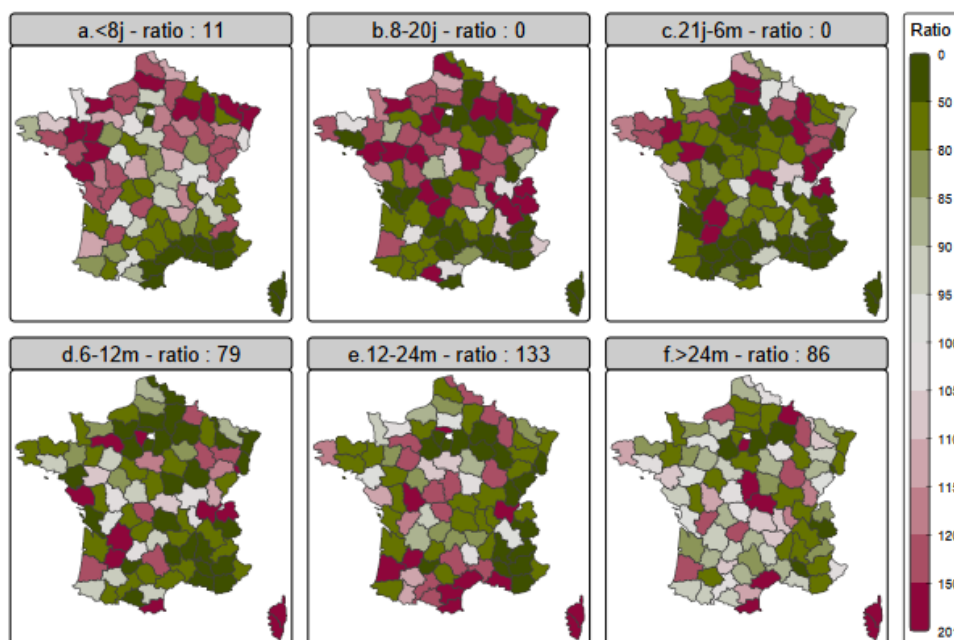 a.<8j - ratio : 11
b.8-20j - ratio : 0
c.21j-6m - ratio : 0
Ratio
0
50
80
85
90
95
100
105
110
115
120
150
201
d.6-12m - ratio : 79
e.12-24m - ratio : 133
f.>24m - ratio : 86